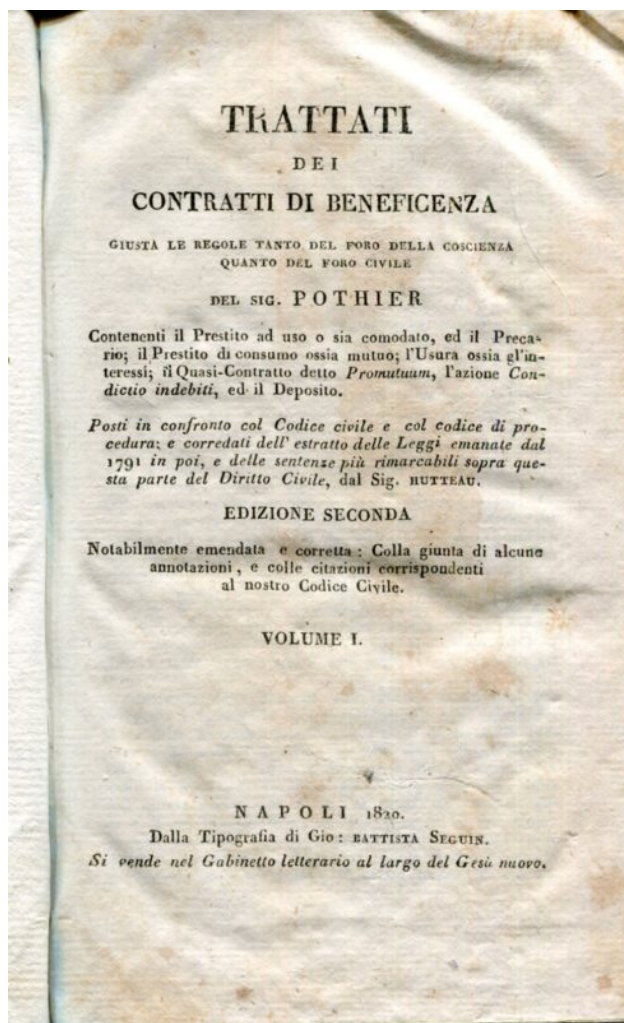 TRATTATI
DEI
CONTRATTI DI BENEFICENZA
GIUSTA LE REGOLE TANTO DEL FORO DELLA COSCIENZA
QUANTO DEL FORO CIVILE
DEL SIG. POTHIER
Contenenti il Prestito ad uso o sia comodato, ed il Preca-
rio; il Prestito di consumo ossia mutuo; l'Usura ossia gl'in-
teressi; il Quasi-Contratto detto Promutuum, l'azione Con-
dictio indebiti, ed il Deposito.
Posti in confronto col Codice civile e col codice di pro-
cedura; e corredati dell' estratto delle Leggi emanate dal
1791 in poi, e delle sentenze più rimarcabili sopra que-
sta parte del Diritto Civile, dal Sig. HUTTEAU.
EDIZIONE SECONDA
Notabilmente emendata e corretta : Colla giunta di alcune
annotazioni, e colle citazioni corrispondenti
al nostro Codice Civile.
VOLUME I.
NAPOLI 1820.
Dalla Tipografia di Gio: BATTISTA SEGUIN.
Si vende nel Gabinetto letterario al largo del Gesù nuovo.